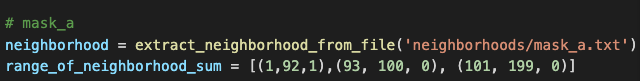 # mask_a
neighborhood = extract_neighborhood_from_file('neighborhoods/mask_a.txt')
range_of_neighborhood_sum = [(1,92,1),(93, 100, 0), (101, 199, 0)]